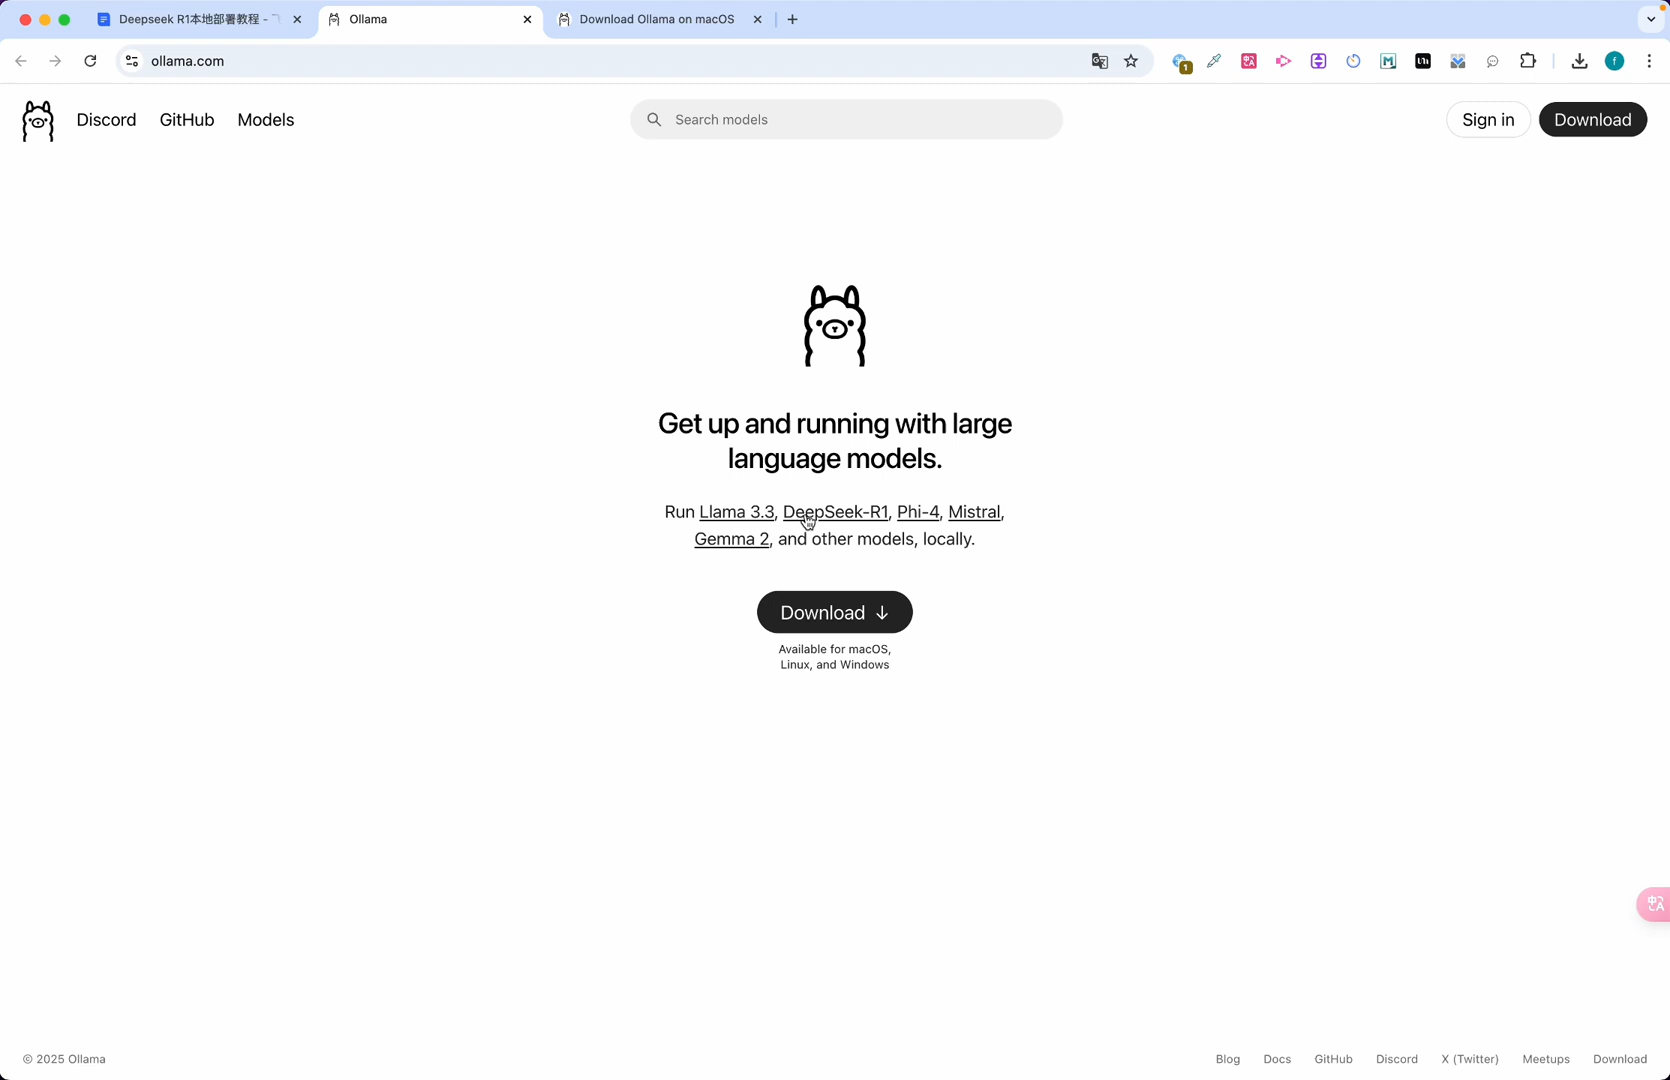 Deepseek R1本地部署教程 -
Ollama
Download Ollama on macOS
ollama.com
1
f
Discord
GitHub
Models
Search models
Sign in
Download
Get up and running with large
language models.
Run Llama 3.3, DeepSeek-R1, Phi-4, Mistral,
Gemma 2, and other models, locally.
Download ↓
Available for macOS,
Linux, and Windows
© 2025 Ollama
Blog
Docs
GitHub
Discord
X (Twitter)
Meetups
Download